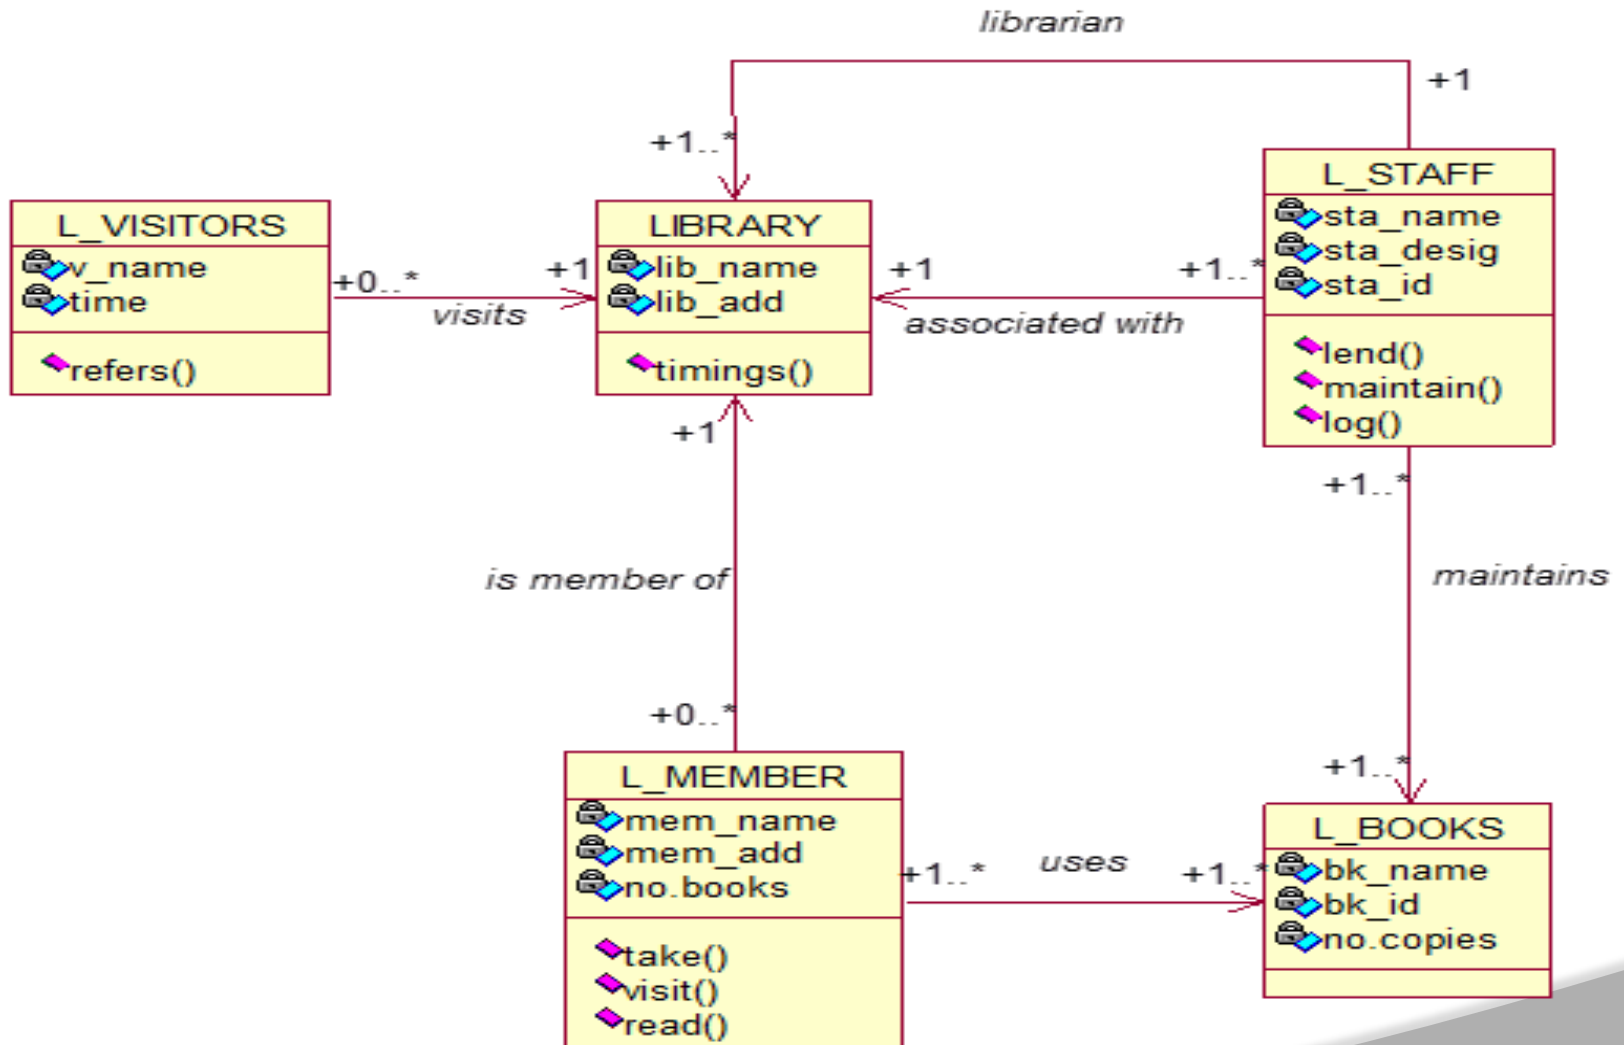 librarian
+1
+1..*
L_STAFF
sta_name
sta_desig
sta_id
lend()
maintain()
log()
L_VISITORS
v_name
time
refers()
+0..*
visits
+1
LIBRARY
lib_name
lib_add
timings()
+1
associated with
+1..*
+1
is member of
+0..*
+1..*
maintains
+1..*
L_MEMBER
mem_name
mem_add
no.books
take()
visit()
read()
+1..*
uses
+1..*
L_BOOKS
bk_name
bk_id
no.copies